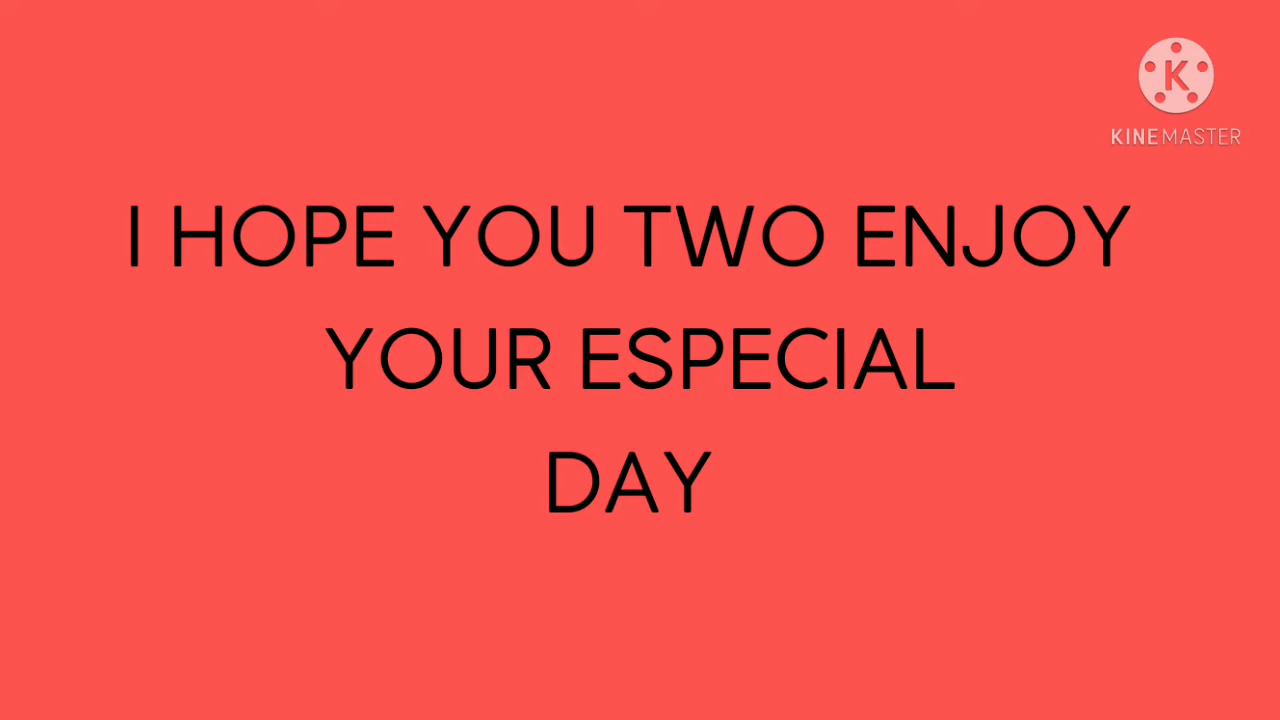 K
KINEMASTER
I HOPE YOU TWO ENJOY
YOUR ESPECIAL
DAY